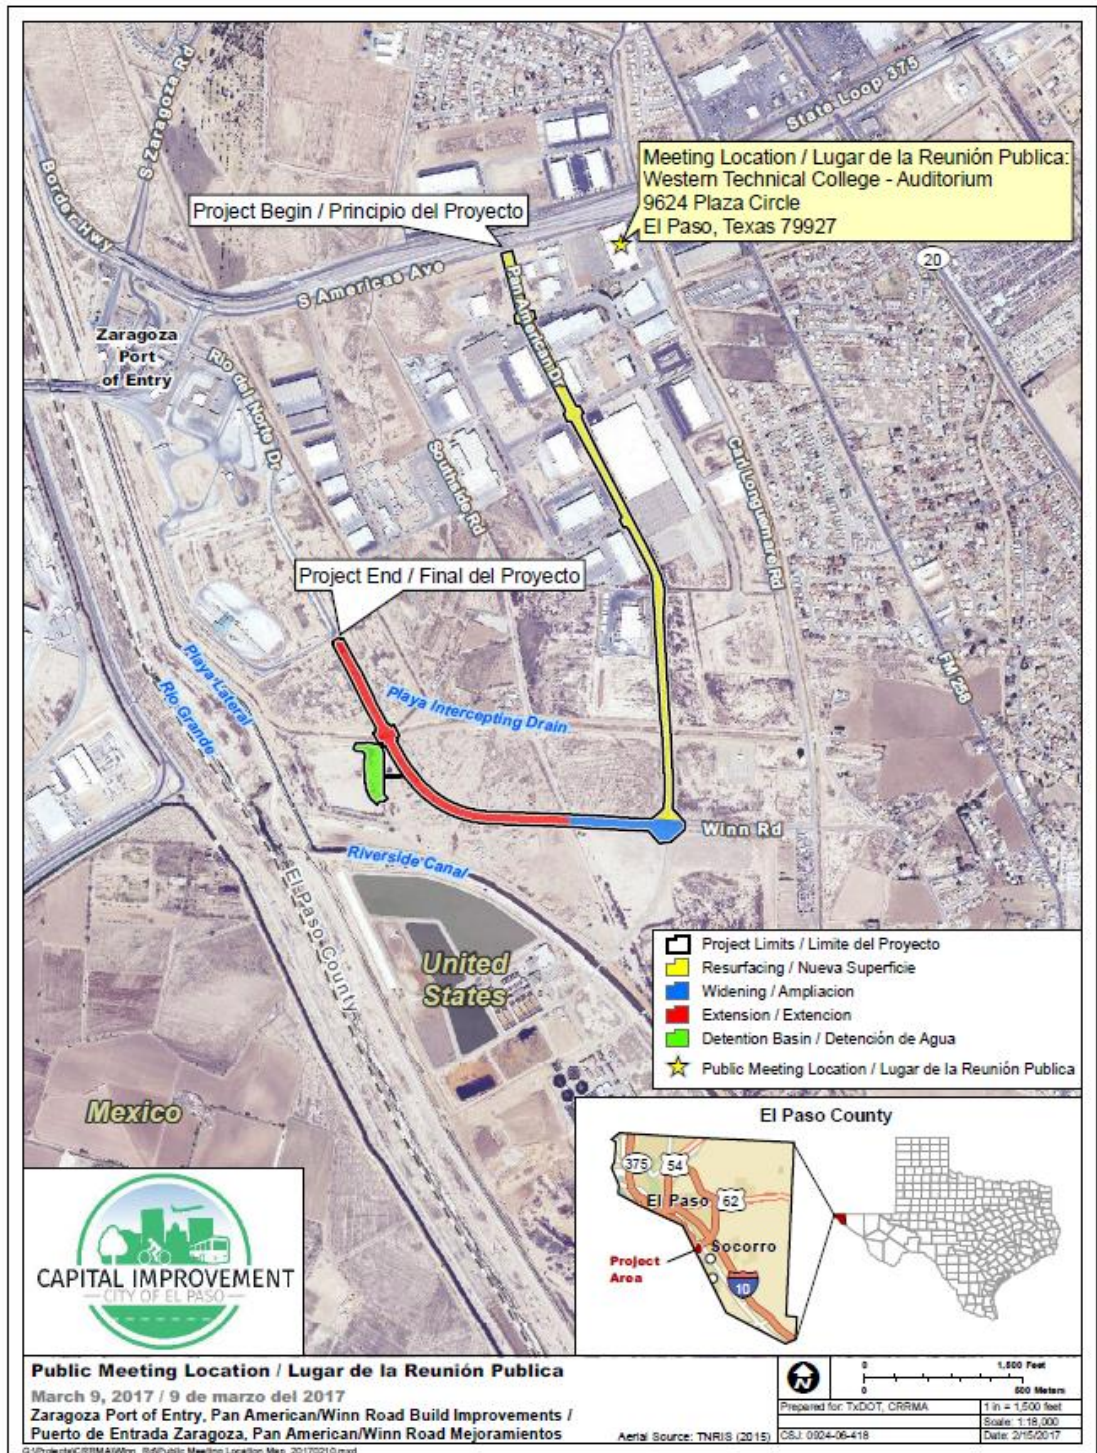 State Loop 375
S Zaragoza Rd
Border Hwy
Meeting Location / Lugar de la Reunión Publica:
Western Technical College - Auditorium
9624 Plaza Circle
El Paso, Texas 79927
Project Begin / Principio del Proyecto
20
S Americas Ave
Pan American Dr
Zaragoza
Port
of Entry
Rio del Norte Dr
Southside Rd
Carl Longuemare Rd
Project End / Final del Proyecto
FM 258
Playa Lateral
Rio Grande
Playa Intercepting Drain
Winn Rd
Riverside Canal
El Paso County
United
States
Mexico
Project Limits / Limite del Proyecto
Resurfacing / Nueva Superficie
Widening / Ampliacion
Extension / Extencion
Detention Basin / Detención de Agua
Public Meeting Location / Lugar de la Reunión Publica
El Paso County
375
54
El Paso
62
Socorro
Project
Area
10
CAPITAL IMPROVEMENT
CITY OF EL PASO
Public Meeting Location / Lugar de la Reunión Publica
March 9, 2017 / 9 de marzo del 2017
Zaragoza Port of Entry, Pan American/Winn Road Build Improvements /
Puerto de Entrada Zaragoza, Pan American/Winn Road Mejoramientos
Aerial Source: TNRIS (2015)
N
0 1,500 Feet
0 500 Meters
Prepared for: TxDOT, CRRMA
1 in = 1,500 feet
Scale: 1:18,000
CSJ: 0924-06-418
Date: 2/15/2017